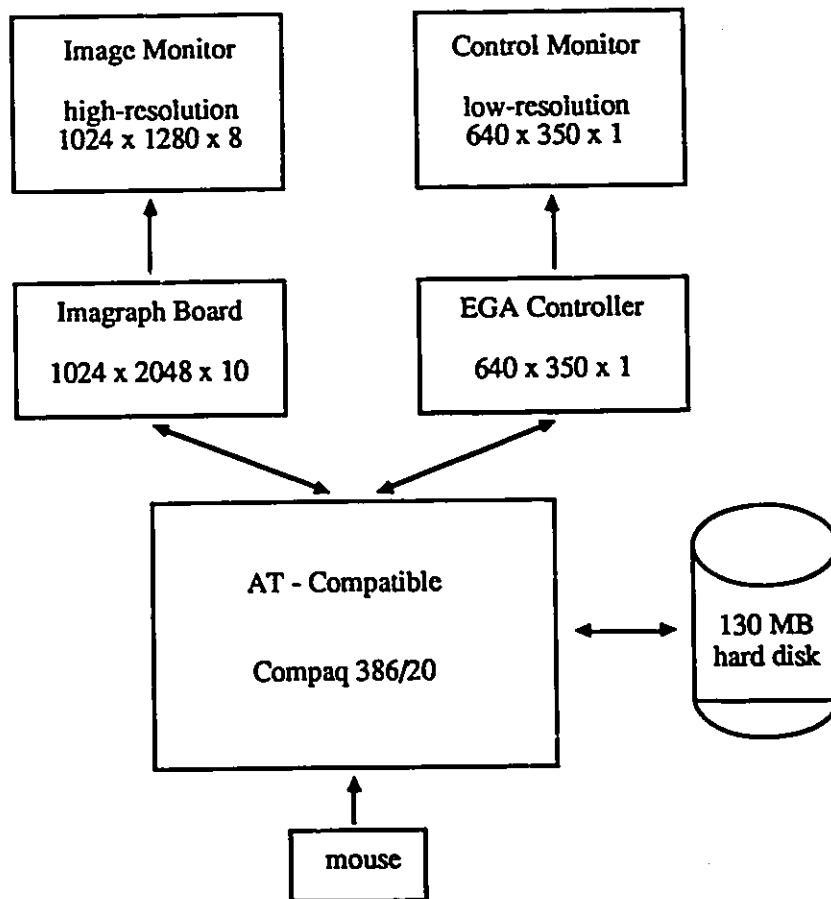 Image Monitor
high-resolution
1024 x 1280 x 8
Control Monitor
low-resolution
640 x 350 x 1
Imagraph Board
1024 x 2048 x 10
EGA Controller
640 x 350 x 1
AT - Compatible
Compaq 386/20
130 MB
hard disk
mouse